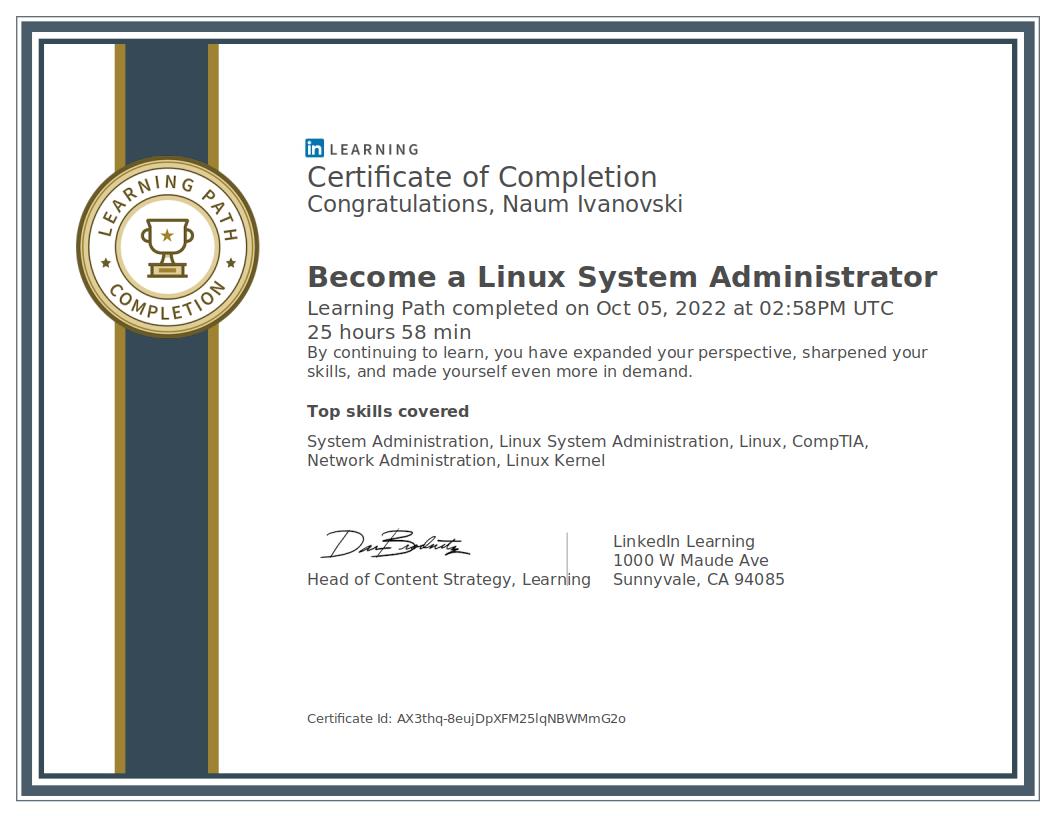 LEARNING PATH
COMPLETION
in LEARNING
Certificate of Completion
Congratulations, Naum Ivanovski
Become a Linux System Administrator
Learning Path completed on Oct 05, 2022 at 02:58PM UTC
25 hours 58 min
By continuing to learn, you have expanded your perspective, sharpened your
skills, and made yourself even more in demand.
Top skills covered
System Administration, Linux System Administration, Linux, CompTIA,
Network Administration, Linux Kernel
Head of Content Strategy, Learning
LinkedIn Learning
1000 W Maude Ave
Sunnyvale, CA 94085
Certificate Id: AX3thq-8eujDpXFM25lqNBWMmG2o